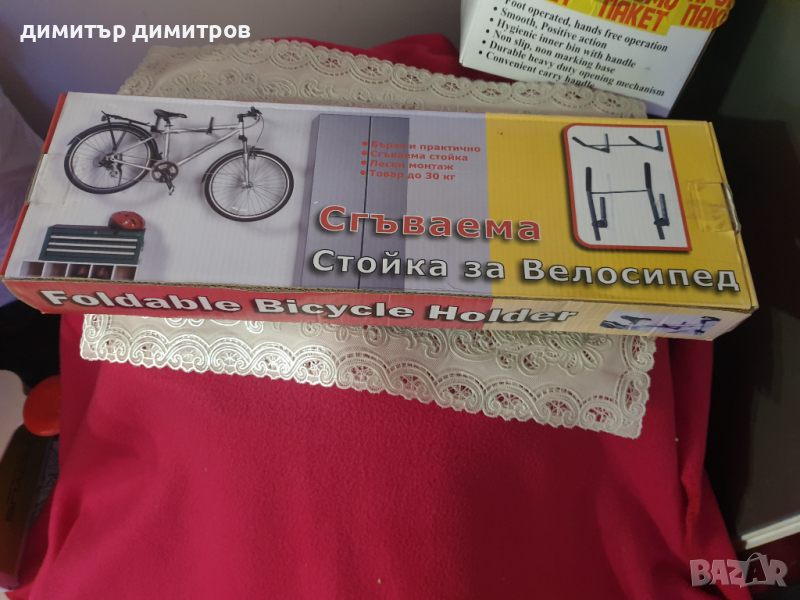 димитър димитров
ПАКЕТ
ПАКЕТ
• Foot operated, hands free operation
• Smooth, Positive action
• Hygienic inner bin with handle
• Non slip, non marking base
• Durable heavy duty opening mechanism
• Convenient carry handle
• Бързо и практично
• Сгъваема стойка
• Лесен монтаж
• Товар до 30 кг
Сгъваема
Стойка за Велосипед
Foldable Bicycle Holder
BAZAR